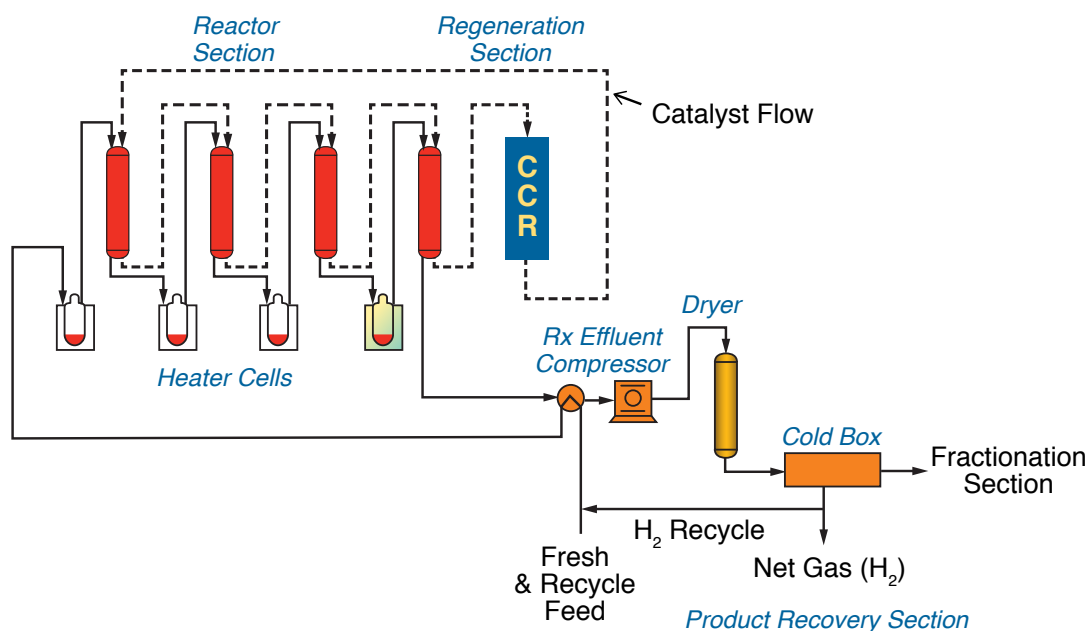 Reactor
Section
Regeneration
Section
Catalyst Flow
C
C
R
Heater Cells
Rx Effluent
Compressor
Dryer
Cold Box
Fractionation
Section
H₂ Recycle
Fresh
& Recycle
Feed
Net Gas (H₂)
Product Recovery Section